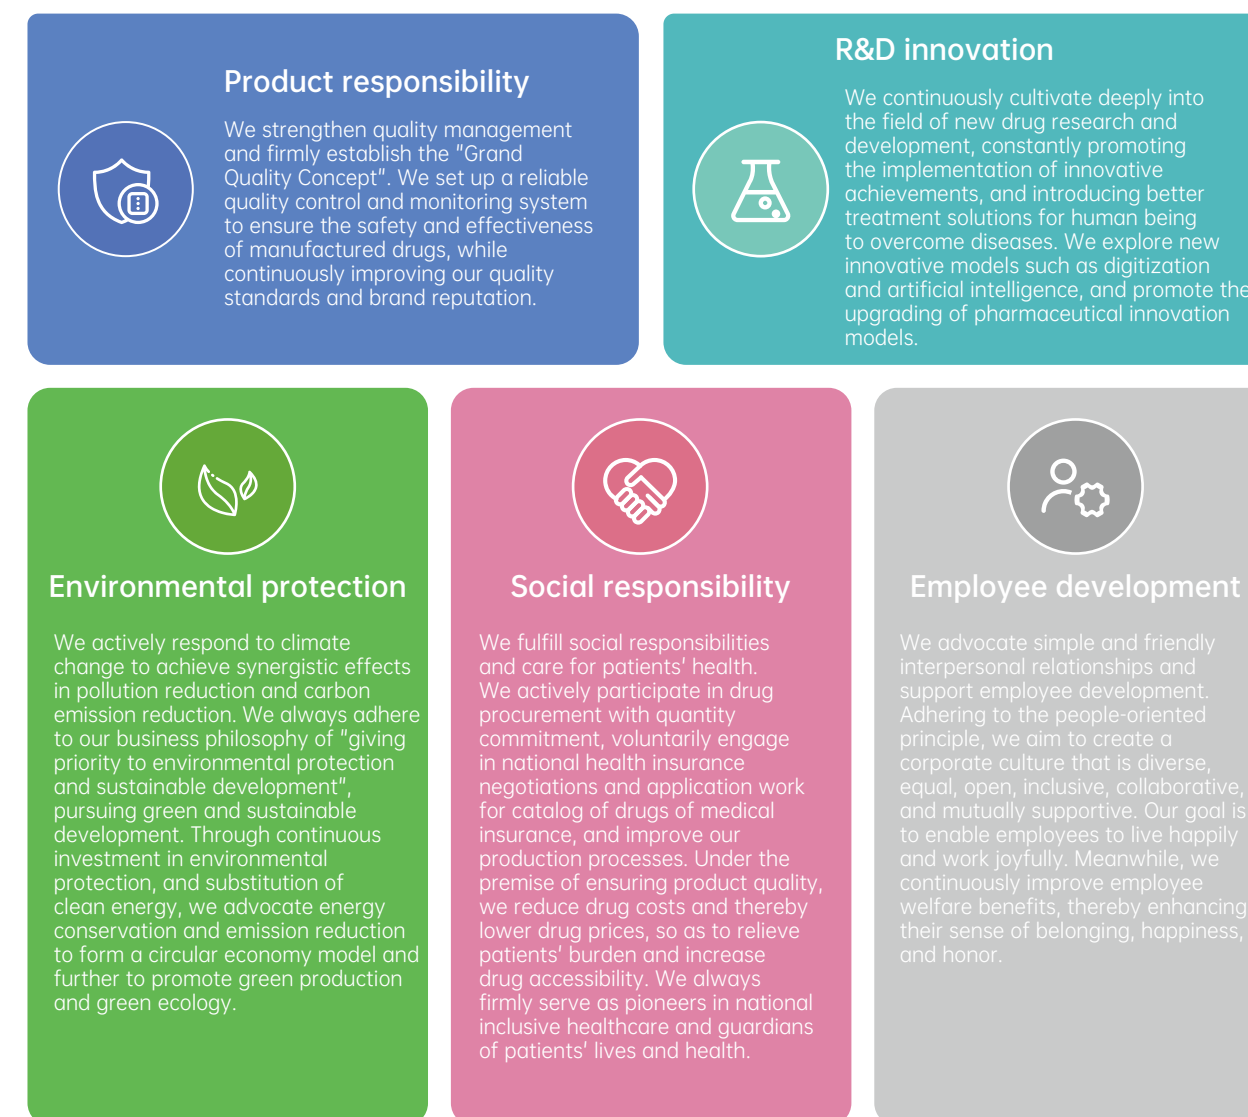 Product responsibility
We strengthen quality management
and firmly establish the "Grand
Quality Concept". We set up a reliable
quality control and monitoring system
to ensure the safety and effectiveness
of manufactured drugs, while
continuously improving our quality
standards and brand reputation.
R&D innovation
We continuously cultivate deeply into
the field of new drug research and
development, constantly promoting
the implementation of innovative
achievements, and introducing better
treatment solutions for human being
to overcome diseases. We explore new
innovative models such as digitization
and artificial intelligence, and promote the
upgrading of pharmaceutical innovation
models.
Environmental protection
We actively respond to climate
change to achieve synergistic effects
in pollution reduction and carbon
emission reduction. We always adhere
to our business philosophy of "giving
priority to environmental protection
and sustainable development",
pursuing green and sustainable
development. Through continuous
investment in environmental
protection, and substitution of
clean energy, we advocate energy
conservation and emission reduction
to form a circular economy model and
further to promote green production
and green ecology.
Social responsibility
We fulfill social responsibilities
and care for patients' health.
We actively participate in drug
procurement with quantity
commitment, voluntarily engage
in national health insurance
negotiations and application work
for catalog of drugs of medical
insurance, and improve our
production processes. Under the
premise of ensuring product quality,
we reduce drug costs and thereby
lower drug prices, so as to relieve
patients' burden and increase
drug accessibility. We always
firmly serve as pioneers in national
inclusive healthcare and guardians
of patients' lives and health.
Employee development
We advocate simple and friendly
interpersonal relationships and
support employee development.
Adhering to the people-oriented
principle, we aim to create a
corporate culture that is diverse,
equal, open, inclusive, collaborative,
and mutually supportive. Our goal is
to enable employees to live happily
and work joyfully. Meanwhile, we
continuously improve employee
welfare benefits, thereby enhancing
their sense of belonging, happiness,
and honor.